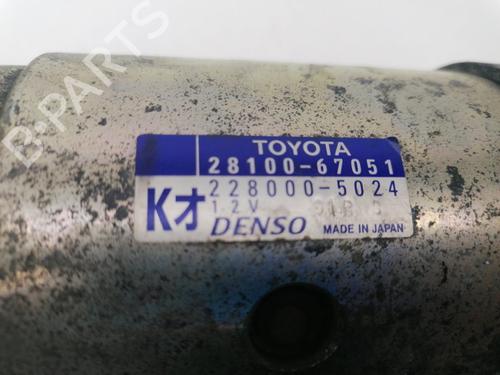 B-PARTS
TOYOTA
28100-67051
Kオ
228000-5024
12V
DENSO
MADE IN JAPAN